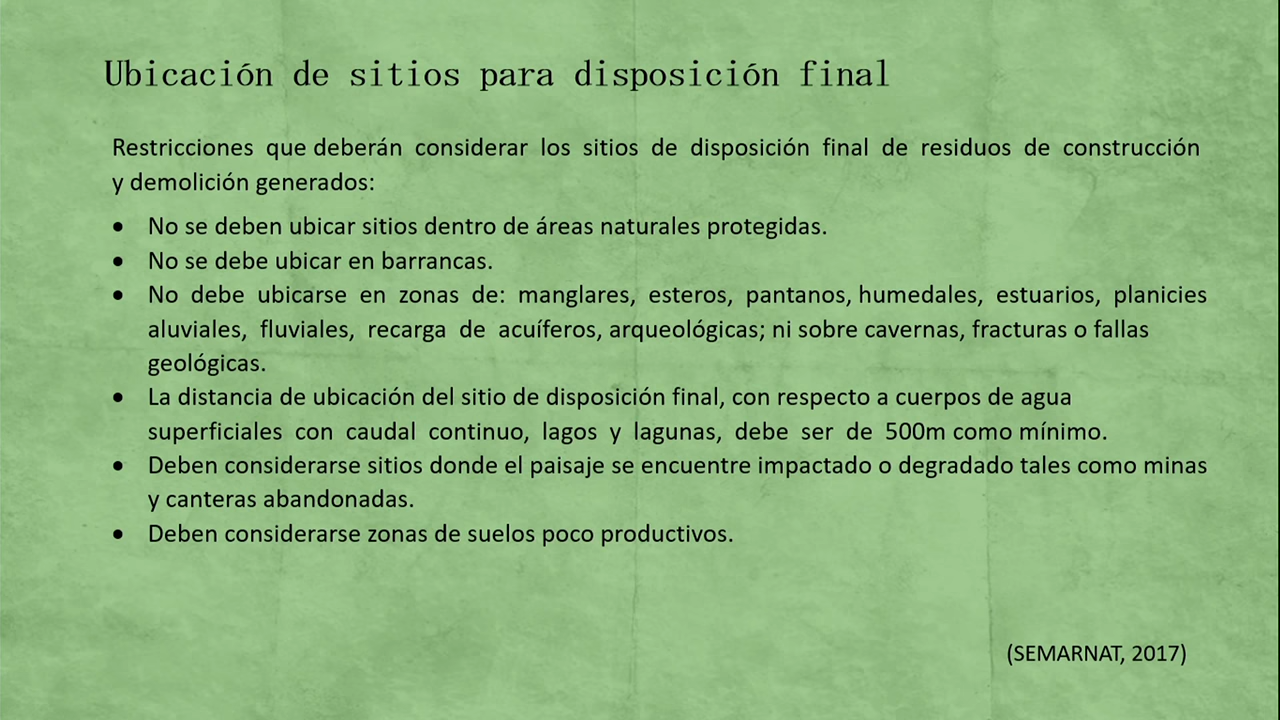 Ubicación de sitios para disposición final
Restricciones que deberán considerar los sitios de disposición final de residuos de construcción
y demolición generados:
• No se deben ubicar sitios dentro de áreas naturales protegidas.
• No se debe ubicar en barrancas.
• No debe ubicarse en zonas de: manglares, esteros, pantanos, humedales, estuarios, planicies
aluviales, fluviales, recarga de acuíferos, arqueológicas; ni sobre cavernas, fracturas o fallas
geológicas.
• La distancia de ubicación del sitio de disposición final, con respecto a cuerpos de agua
superficiales con caudal continuo, lagos y lagunas, debe ser de 500m como mínimo.
• Deben considerarse sitios donde el paisaje se encuentre impactado o degradado tales como minas
y canteras abandonadas.
• Deben considerarse zonas de suelos poco productivos.
(SEMARNAT, 2017)